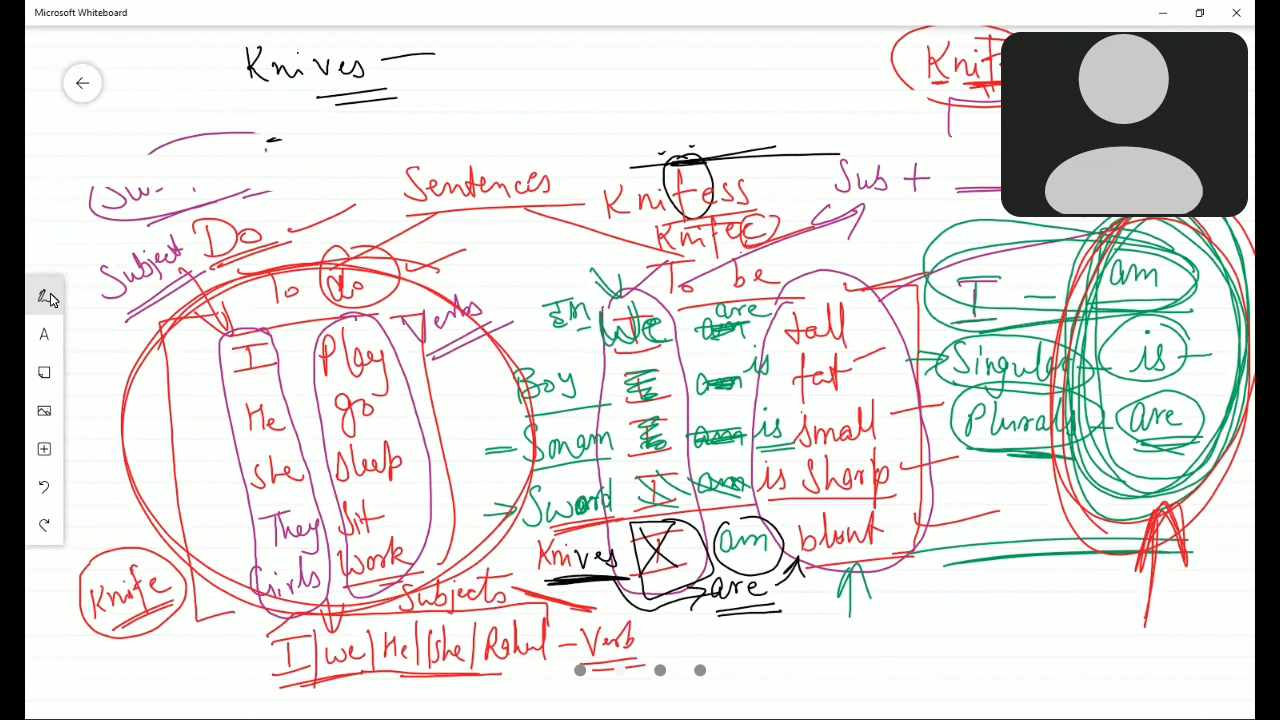 Microsoft Whiteboard
Knives —
Sentences
Knifess
Knifee
Sub +
Do
Subject
To do
To be
I - am
Verbs
I Play
He go
She sleep
They sit
Girls work
We are tall
Boy is fat
Sonam is small
Sword is sharp
Knives am blunt
are
Singular - is
Plurals - are
Knife
Subjects
I | we | He | She | Rahul - Verb
A